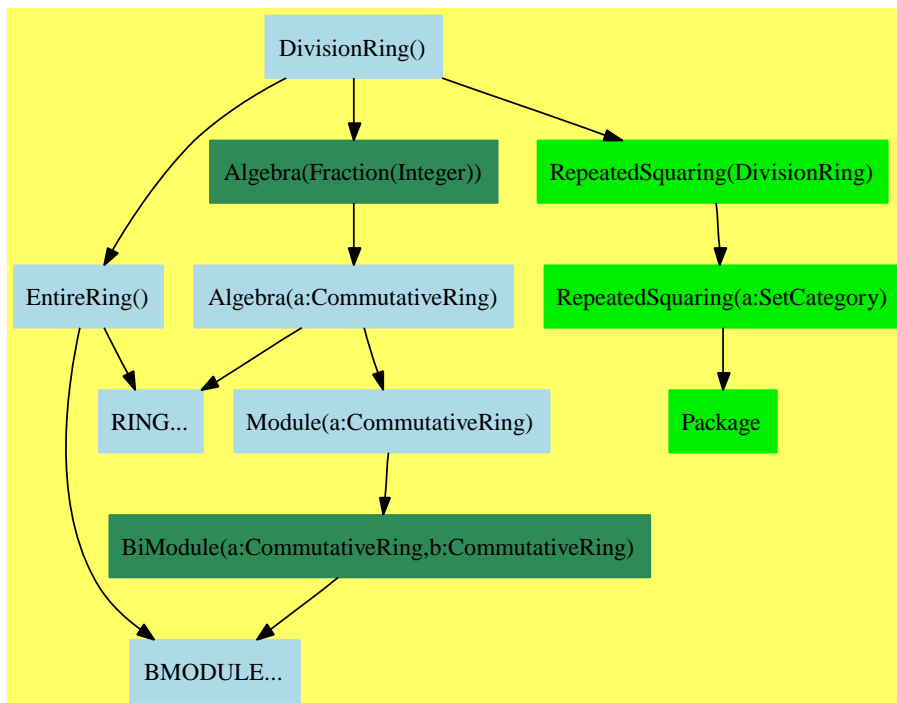 DivisionRing()
Algebra(Fraction(Integer))
RepeatedSquaring(DivisionRing)
EntireRing()
Algebra(a:CommutativeRing)
RepeatedSquaring(a:SetCategory)
RING...
Module(a:CommutativeRing)
Package
BiModule(a:CommutativeRing,b:CommutativeRing)
BMODULE...